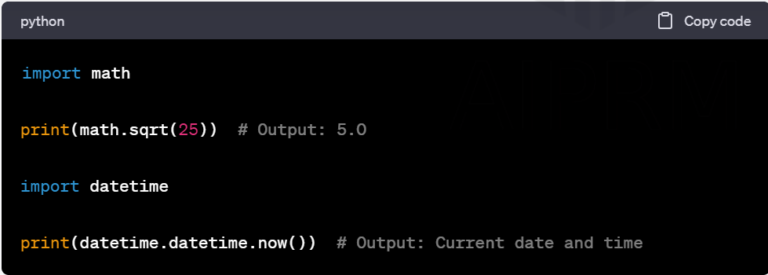 python
Copy code
import math
print(math.sqrt(25))  # Output: 5.0
import datetime
print(datetime.datetime.now())  # Output: Current date and time